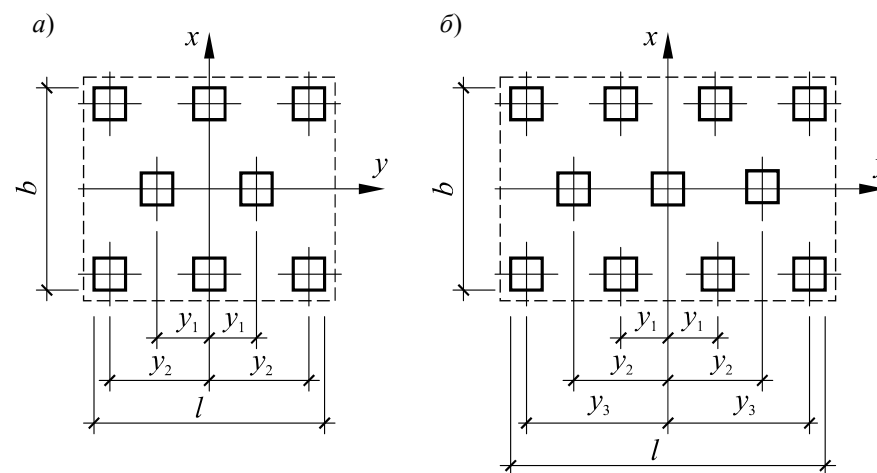 а) б)
x x
y y
b b
y₁ y₁ y₁ y₁
y₂ y₂ y₂ y₂
l y₃ y₃
l